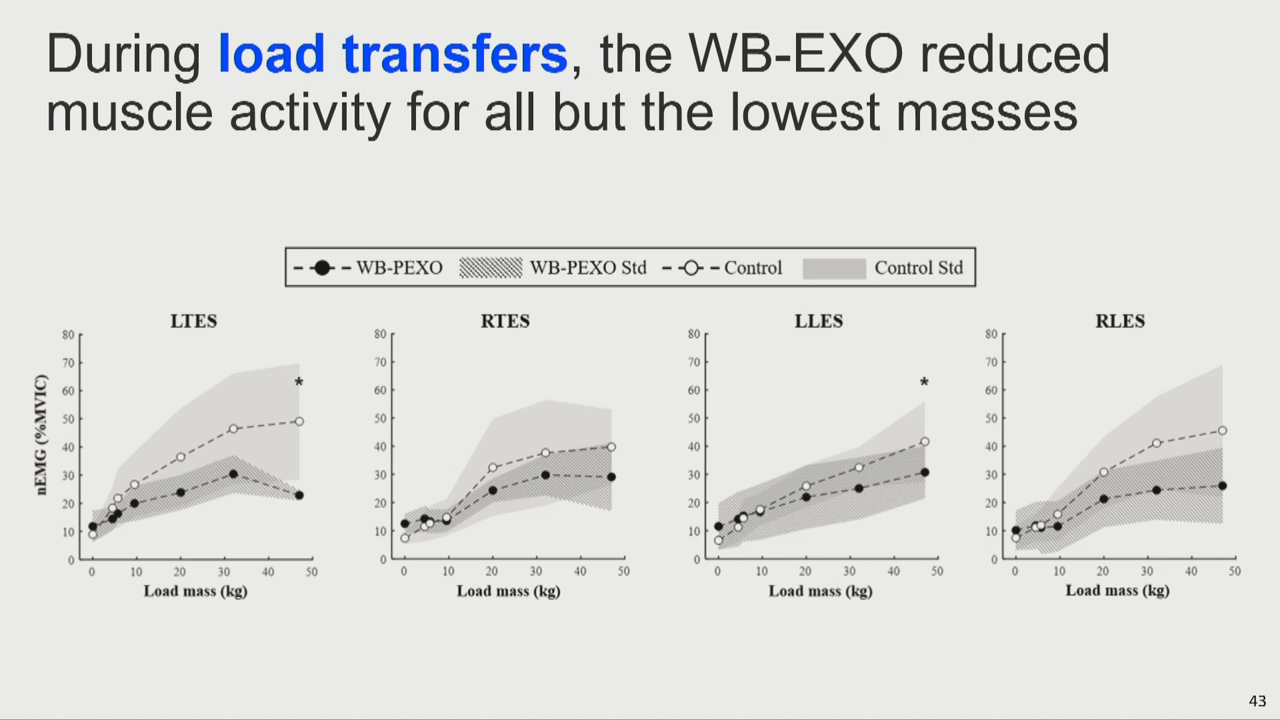 During load transfers, the WB-EXO reduced
muscle activity for all but the lowest masses
WB-PEXO WB-PEXO Std Control Control Std
LTES RTES LLES RLES
nEMG (%MVIC)
80 80 80 80
70 70 70 70
60 60 60 60
50 50 50 50
40 40 40 40
30 30 30 30
20 20 20 20
10 10 10 10
0 0 0 0
* *
0 10 20 30 40 50 0 10 20 30 40 50 0 10 20 30 40 50 0 10 20 30 40 50
Load mass (kg) Load mass (kg) Load mass (kg) Load mass (kg)
43